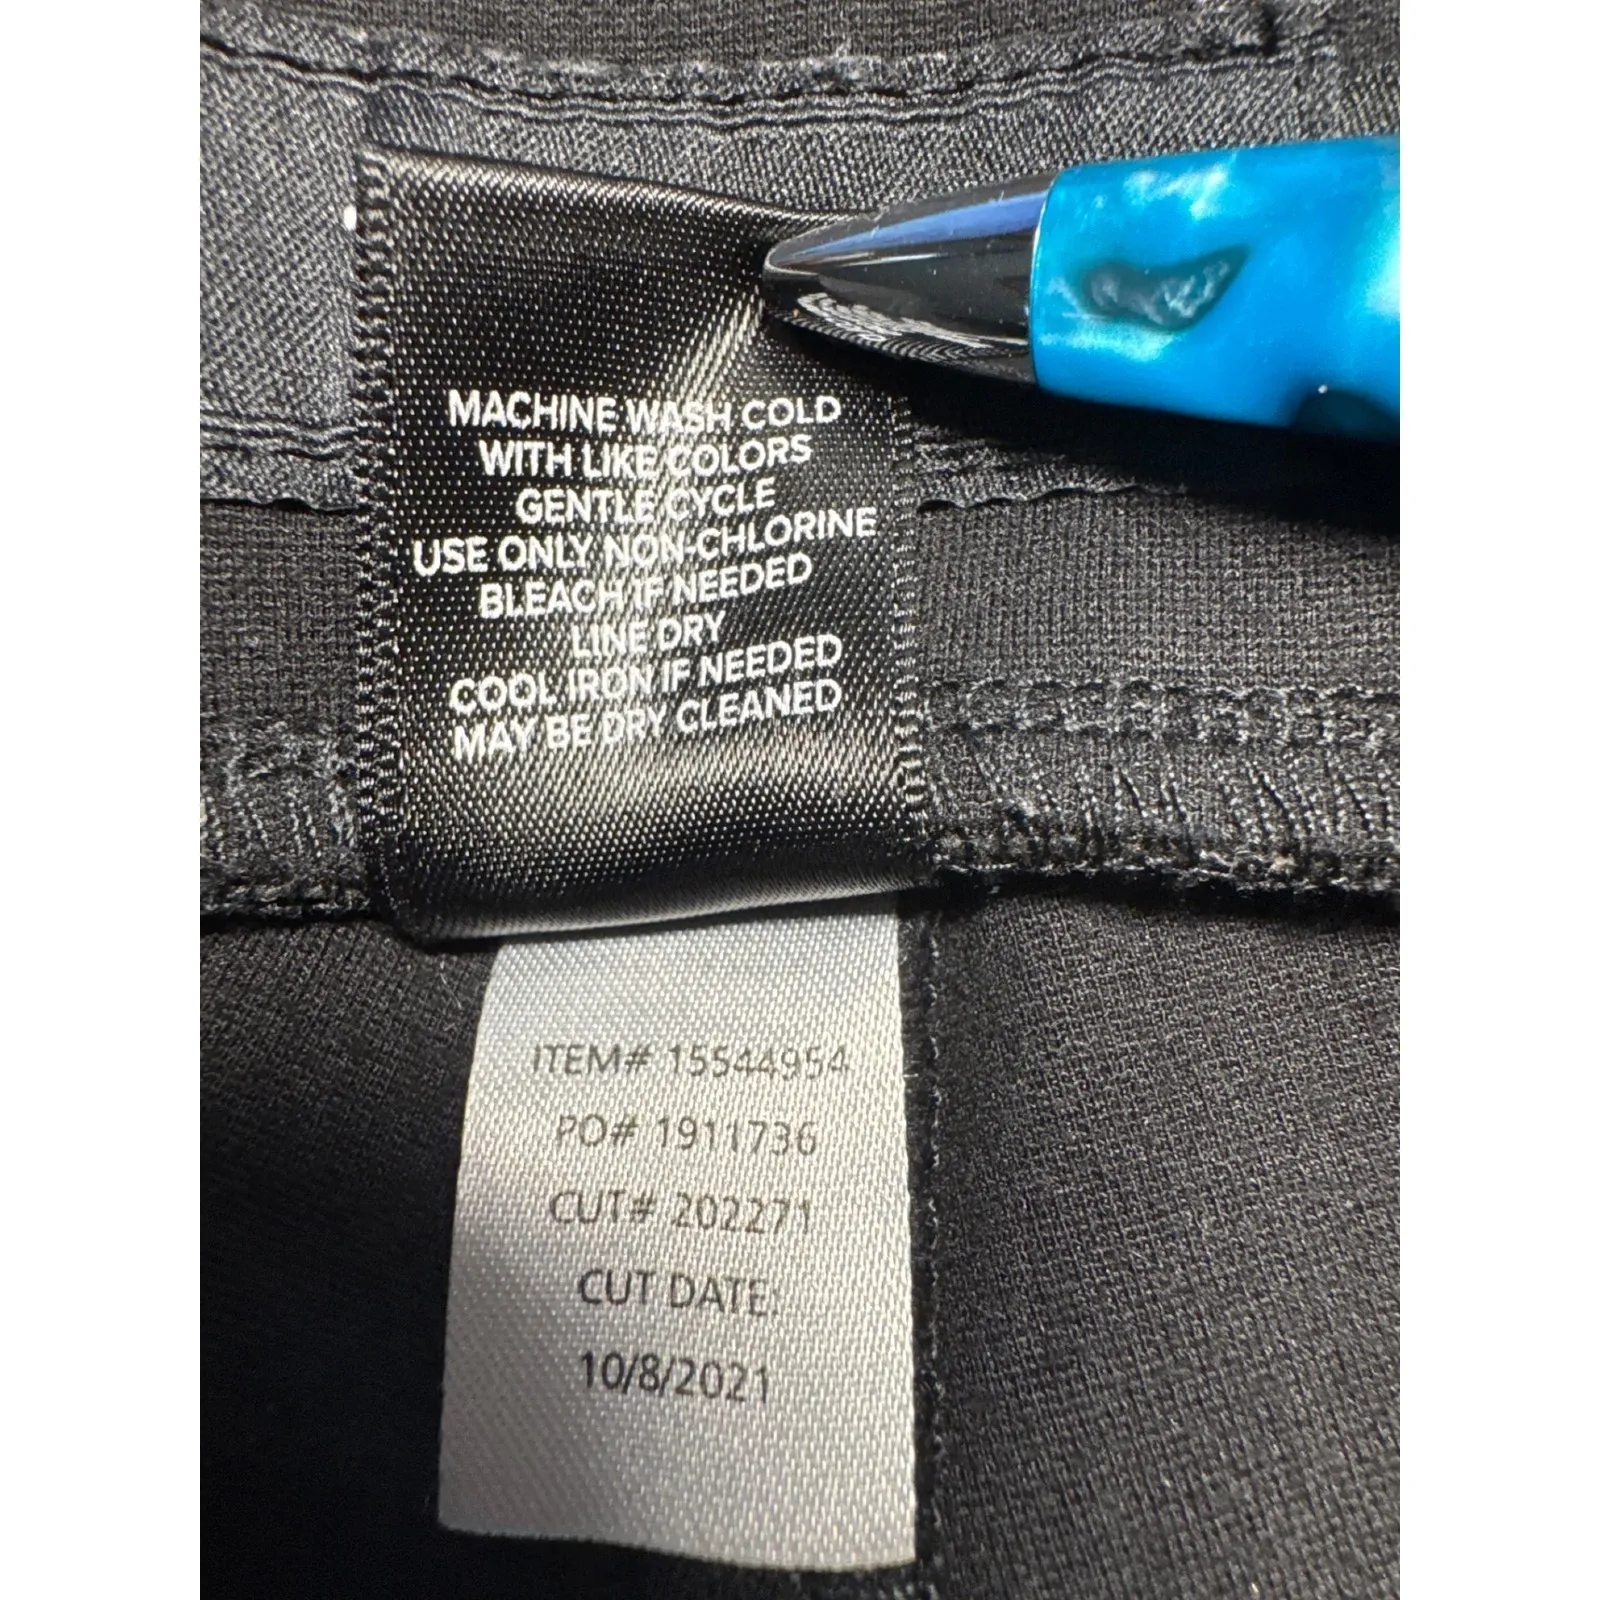 MACHINE WASH COLD
WITH LIKE COLORS
GENTLE CYCLE
USE ONLY NON-CHLORINE
BLEACH IF NEEDED
LINE DRY
COOL IRON IF NEEDED
MAY BE DRY CLEANED
ITEM# 15544954
PO# 1911736
CUT# 202271
CUT DATE:
10/8/2021